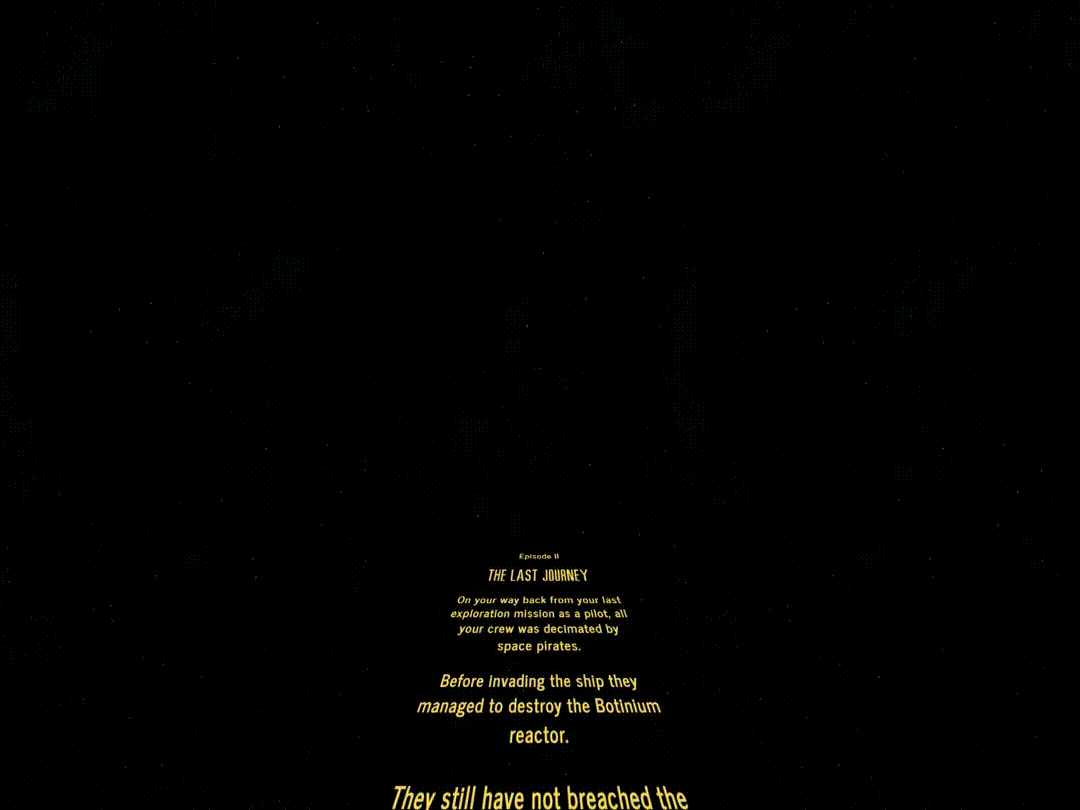 Episode II
THE LAST JOURNEY
On your way back from your last
exploration mission as a pilot, all
your crew was decimated by
space pirates.
Before invading the ship they
managed to destroy the Botinium
reactor.
They still have not breached the